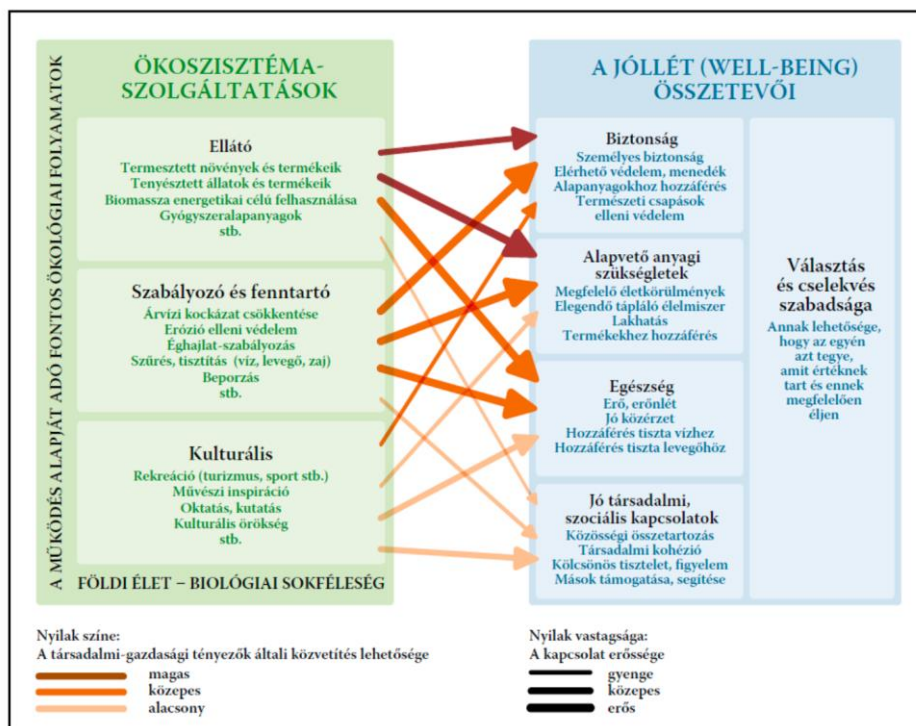 A MŰKÖDÉS ALAPJÁT ADÓ FONTOS ÖKOLÓGIAI FOLYAMATOK
ÖKOSZISZTÉMA-
SZOLGÁLTATÁSOK
Ellátó
Termesztett növények és termékeik
Tenyésztett állatok és termékeik
Biomassza energetikai célú felhasználása
Gyógyszeralapanyagok
stb.
Szabályozó és fenntartó
Árvízi kockázat csökkentése
Erózió elleni védelem
Éghajlat-szabályozás
Szűrés, tisztítás (víz, levegő, zaj)
Beporzás
stb.
Kulturális
Rekreáció (turizmus, sport stb.)
Művészi inspiráció
Oktatás, kutatás
Kulturális örökség
stb.
FÖLDI ÉLET – BIOLÓGIAI SOKFÉLESÉG
A JÓLLÉT (WELL-BEING)
ÖSSZETEVŐI
Biztonság
Személyes biztonság
Elérhető védelem, menedék
Alapanyagokhoz hozzáférés
Természeti csapások
elleni védelem
Alapvető anyagi
szükségletek
Megfelelő életkörülmények
Elegendő tápláló élelmiszer
Lakhatás
Termékekhez hozzáférés
Egészség
Erő, erőnlét
Jó közérzet
Hozzáférés tiszta vízhez
Hozzáférés tiszta levegőhöz
Jó társadalmi,
szociális kapcsolatok
Közösségi összetartozás
Társadalmi kohézió
Kölcsönös tisztelet, figyelem
Mások támogatása, segítése
Választás
és cselekvés
szabadsága
Annak lehetősége,
hogy az egyén
azt tegye,
amit értéknek
tart és ennek
megfelelően
éljen
Nyilak színe:
A társadalmi-gazdasági tényezők általi közvetítés lehetősége
magas
közepes
alacsony
Nyilak vastagsága:
A kapcsolat erőssége
gyenge
közepes
erős